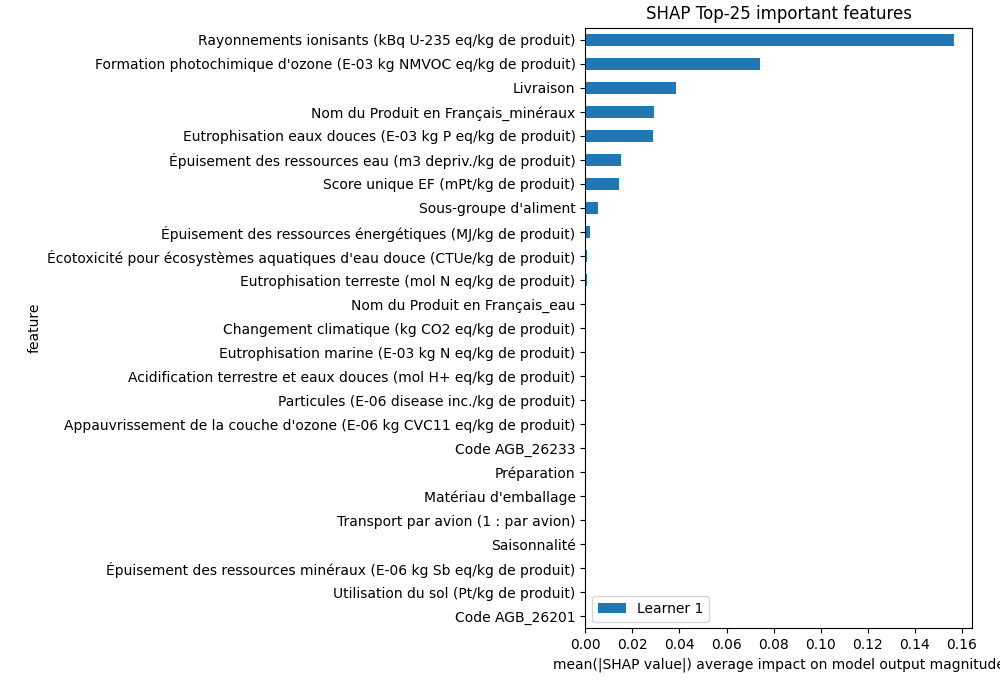 SHAP Top-25 important features
Rayonnements ionisants (kBq U-235 eq/kg de produit)
Formation photochimique d'ozone (E-03 kg NMVOC eq/kg de produit)
Livraison
Nom du Produit en Français_minéraux
Eutrophisation eaux douces (E-03 kg P eq/kg de produit)
Épuisement des ressources eau (m3 depriv./kg de produit)
Score unique EF (mPt/kg de produit)
Sous-groupe d'aliment
Épuisement des ressources énergétiques (MJ/kg de produit)
Écotoxicité pour écosystèmes aquatiques d'eau douce (CTUe/kg de produit)
Eutrophisation terreste (mol N eq/kg de produit)
Nom du Produit en Français_eau
Changement climatique (kg CO2 eq/kg de produit)
Eutrophisation marine (E-03 kg N eq/kg de produit)
Acidification terrestre et eaux douces (mol H+ eq/kg de produit)
Particules (E-06 disease inc./kg de produit)
Appauvrissement de la couche d'ozone (E-06 kg CVC11 eq/kg de produit)
Code AGB_26233
Préparation
Matériau d'emballage
Transport par avion (1 : par avion)
Saisonnalité
Épuisement des ressources minéraux (E-06 kg Sb eq/kg de produit)
Utilisation du sol (Pt/kg de produit)
Code AGB_26201
feature
Learner 1
0.00 0.02 0.04 0.06 0.08 0.10 0.12 0.14 0.16
mean(|SHAP value|) average impact on model output magnitude